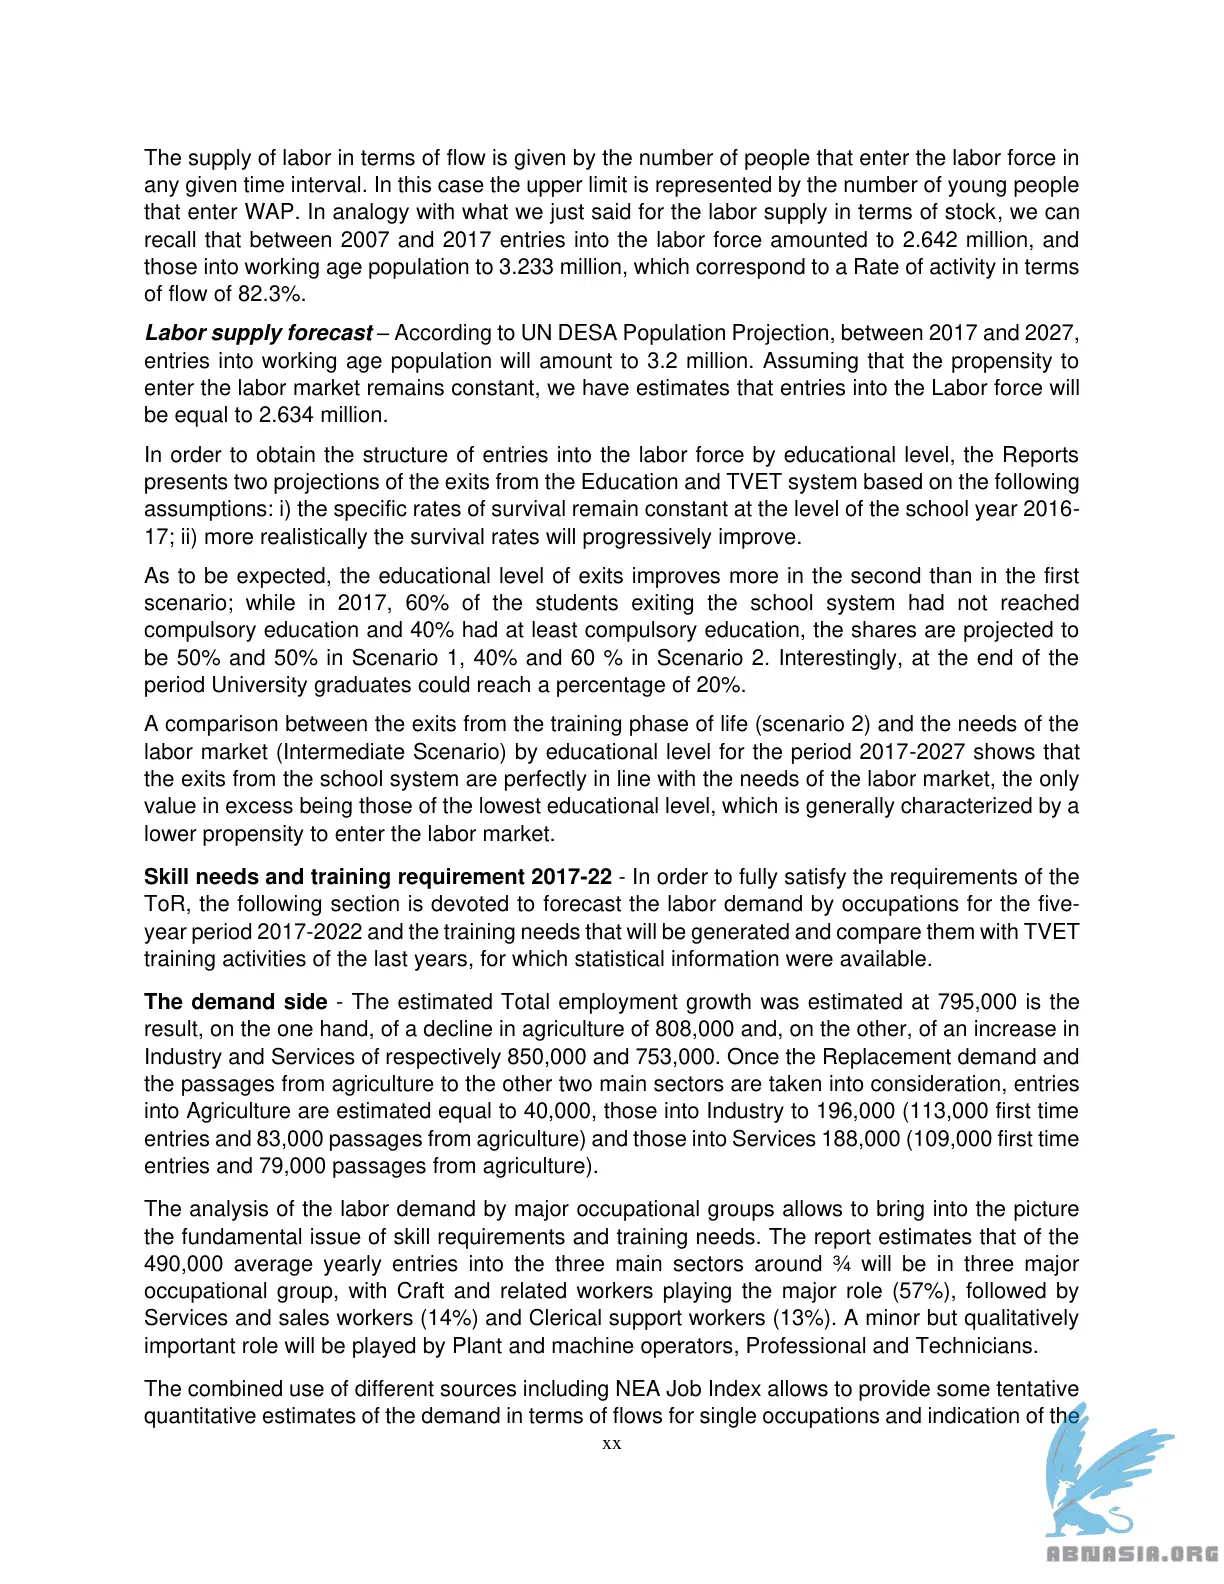 The supply of labor in terms of flow is given by the number of people that enter the labor force in
any given time interval. In this case the upper limit is represented by the number of young people
that enter WAP. In analogy with what we just said for the labor supply in terms of stock, we can
recall that between 2007 and 2017 entries into the labor force amounted to 2.642 million, and
those into working age population to 3.233 million, which correspond to a Rate of activity in terms
of flow of 82.3%.
Labor supply forecast – According to UN DESA Population Projection, between 2017 and 2027,
entries into working age population will amount to 3.2 million. Assuming that the propensity to
enter the labor market remains constant, we have estimates that entries into the Labor force will
be equal to 2.634 million.
In order to obtain the structure of entries into the labor force by educational level, the Reports
presents two projections of the exits from the Education and TVET system based on the following
assumptions: i) the specific rates of survival remain constant at the level of the school year 2016-
17; ii) more realistically the survival rates will progressively improve.
As to be expected, the educational level of exits improves more in the second than in the first
scenario; while in 2017, 60% of the students exiting the school system had not reached
compulsory education and 40% had at least compulsory education, the shares are projected to
be 50% and 50% in Scenario 1, 40% and 60 % in Scenario 2. Interestingly, at the end of the
period University graduates could reach a percentage of 20%.
A comparison between the exits from the training phase of life (scenario 2) and the needs of the
labor market (Intermediate Scenario) by educational level for the period 2017-2027 shows that
the exits from the school system are perfectly in line with the needs of the labor market, the only
value in excess being those of the lowest educational level, which is generally characterized by a
lower propensity to enter the labor market.
Skill needs and training requirement 2017-22 - In order to fully satisfy the requirements of the
ToR, the following section is devoted to forecast the labor demand by occupations for the five-
year period 2017-2022 and the training needs that will be generated and compare them with TVET
training activities of the last years, for which statistical information were available.
The demand side - The estimated Total employment growth was estimated at 795,000 is the
result, on the one hand, of a decline in agriculture of 808,000 and, on the other, of an increase in
Industry and Services of respectively 850,000 and 753,000. Once the Replacement demand and
the passages from agriculture to the other two main sectors are taken into consideration, entries
into Agriculture are estimated equal to 40,000, those into Industry to 196,000 (113,000 first time
entries and 83,000 passages from agriculture) and those into Services 188,000 (109,000 first time
entries and 79,000 passages from agriculture).
The analysis of the labor demand by major occupational groups allows to bring into the picture
the fundamental issue of skill requirements and training needs. The report estimates that of the
490,000 average yearly entries into the three main sectors around ¾ will be in three major
occupational group, with Craft and related workers playing the major role (57%), followed by
Services and sales workers (14%) and Clerical support workers (13%). A minor but qualitatively
important role will be played by Plant and machine operators, Professional and Technicians.
The combined use of different sources including NEA Job Index allows to provide some tentative
quantitative estimates of the demand in terms of flows for single occupations and indication of the
xx
ABNASIA.ORG